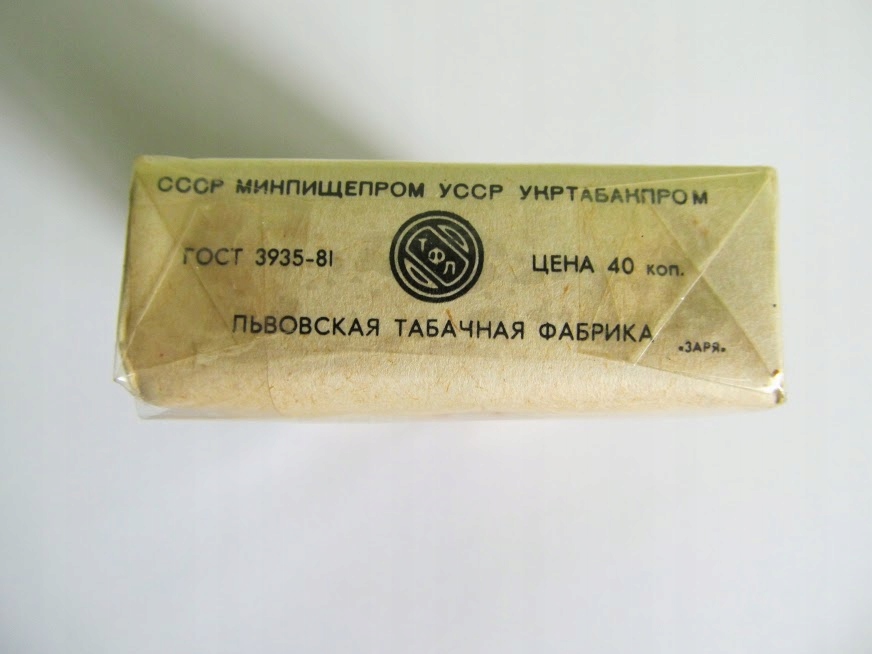 СССР МИНПИЩЕПРОМ УССР УКРТАБАКПРОМ
ГОСТ 3935-81 ТФЛ ЦЕНА 40 коп.
ЛЬВОВСКАЯ ТАБАЧНАЯ ФАБРИКА
«ЗАРЯ»